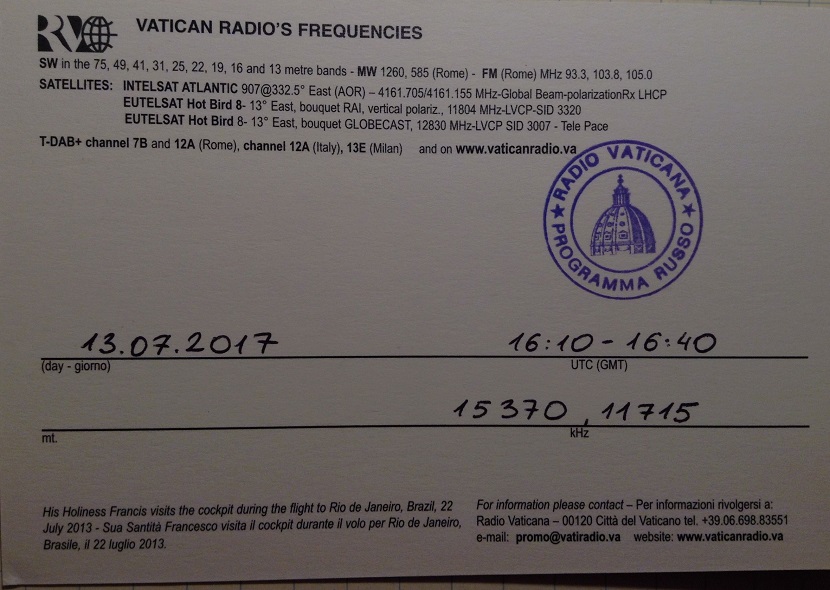 RV
VATICAN RADIO'S FREQUENCIES
SW in the 75, 49, 41, 31, 25, 22, 19, 16 and 13 metre bands - MW 1260, 585 (Rome) - FM (Rome) MHz 93.3, 103.8, 105.0
SATELLITES: INTELSAT ATLANTIC 907@332.5° East (AOR) – 4161.705/4161.155 MHz-Global Beam-polarizationRx LHCP
EUTELSAT Hot Bird 8- 13° East, bouquet RAI, vertical polariz., 11804 MHz-LVCP-SID 3320
EUTELSAT Hot Bird 8- 13° East, bouquet GLOBECAST, 12830 MHz-LVCP SID 3007 - Tele Pace
T-DAB+ channel 7B and 12A (Rome), channel 12A (Italy), 13E (Milan) and on www.vaticanradio.va
RADIO VATICANA
PROGRAMMA RUSSO
13.07.2017 16:10 - 16:40
(day - giorno) UTC (GMT)
15370, 11715
mt. kHz
His Holiness Francis visits the cockpit during the flight to Rio de Janeiro, Brazil, 22
July 2013 - Sua Santità Francesco visita il cockpit durante il volo per Rio de Janeiro,
Brasile, il 22 luglio 2013.
For information please contact – Per informazioni rivolgersi a:
Radio Vaticana – 00120 Città del Vaticano tel. +39.06.698.83551
e-mail: promo@vatiradio.va website: www.vaticanradio.va